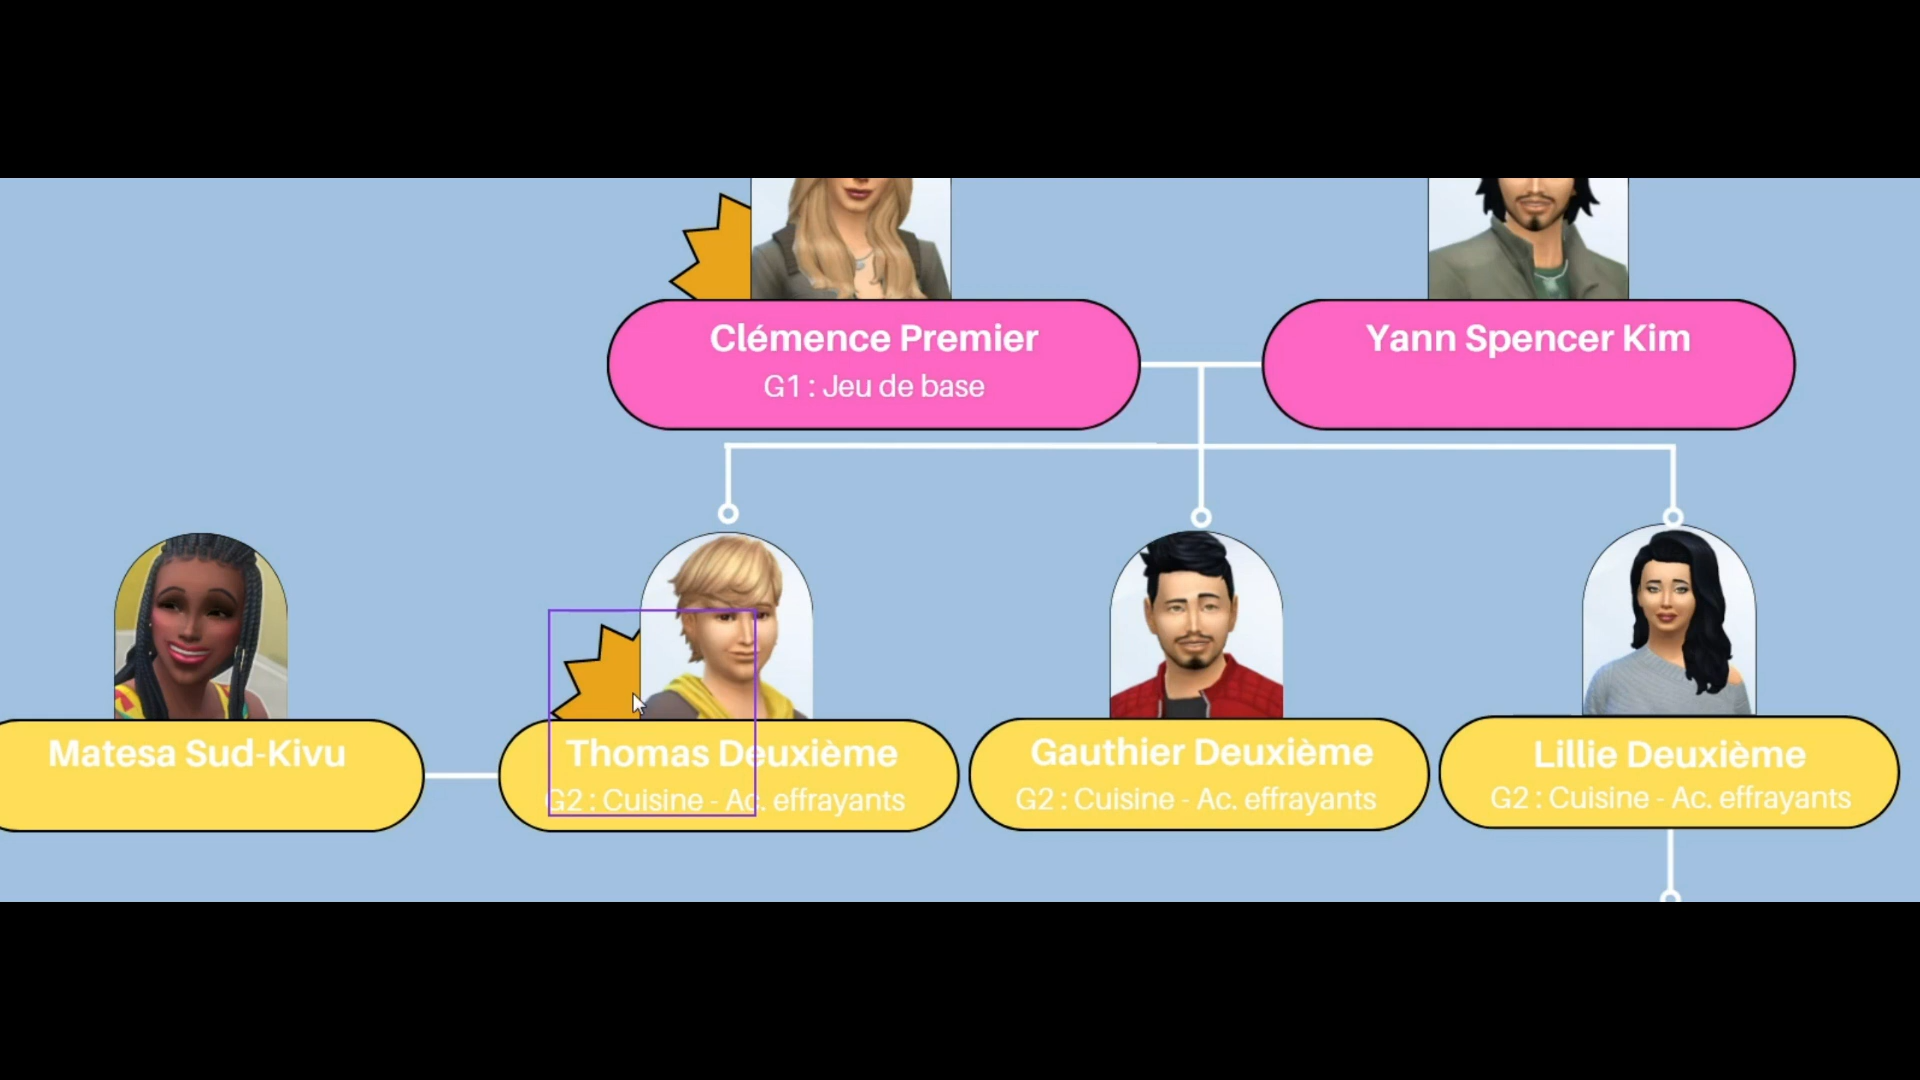 Clémence Premier
G1 : Jeu de base
Yann Spencer Kim
Matesa Sud-Kivu
Thomas Deuxième
G2 : Cuisine - Ac. effrayants
Gauthier Deuxième
G2 : Cuisine - Ac. effrayants
Lillie Deuxième
G2 : Cuisine - Ac. effrayants